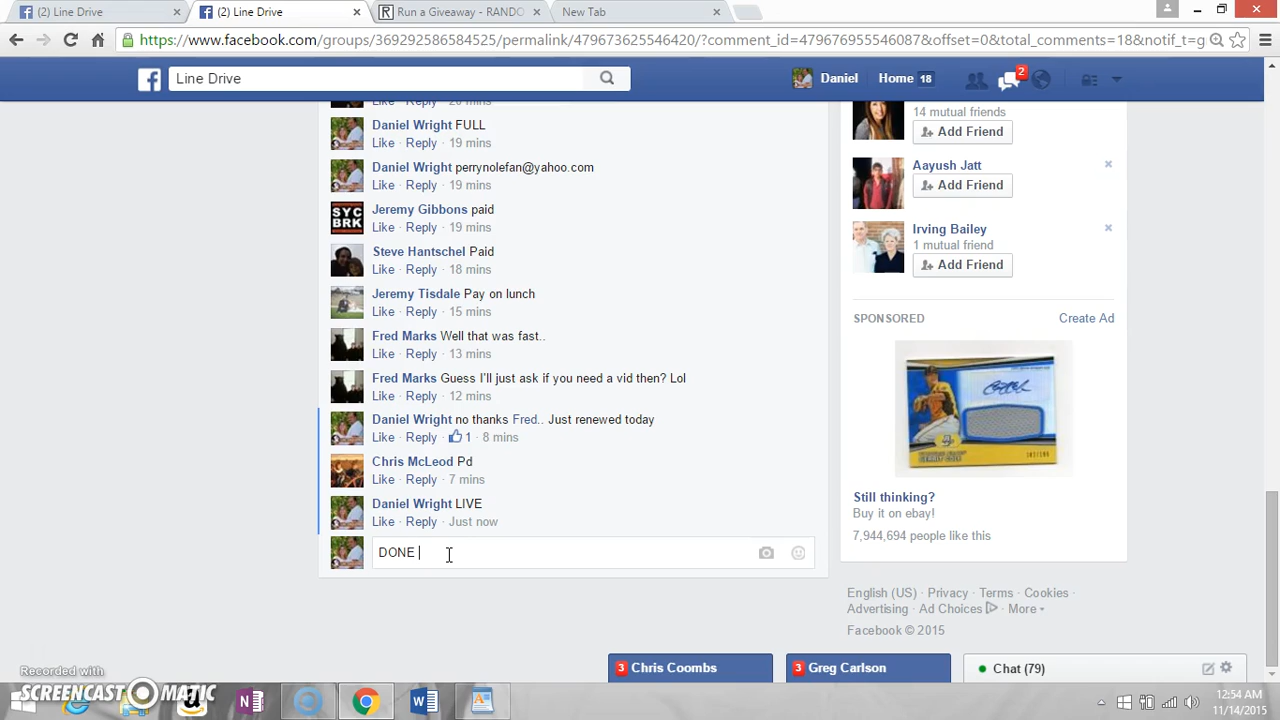 (2) Line Drive
(2) Line Drive
Run a Giveaway - RANDO
New Tab
https://www.facebook.com/groups/369292586584525/permalink/479673625546420/?comment_id=479676955546087&offset=0&total_comments=18&notif_t=g
Line Drive
Daniel
Home 18
2
Like · Reply · 20 mins
Daniel Wright FULL
Like · Reply · 19 mins
Daniel Wright perrynolefan@yahoo.com
Like · Reply · 19 mins
SYC
BRK
Jeremy Gibbons paid
Like · Reply · 19 mins
Steve Hantschel Paid
Like · Reply · 18 mins
Jeremy Tisdale Pay on lunch
Like · Reply · 15 mins
Fred Marks Well that was fast..
Like · Reply · 13 mins
Fred Marks Guess I'll just ask if you need a vid then? Lol
Like · Reply · 12 mins
Daniel Wright no thanks Fred.. Just renewed today
Like · Reply · 1 · 8 mins
Chris McLeod Pd
Like · Reply · 7 mins
Daniel Wright LIVE
Like · Reply · Just now
DONE
14 mutual friends
Add Friend
Aayush Jatt
Add Friend
Irving Bailey
1 mutual friend
Add Friend
SPONSORED
Create Ad
Still thinking?
Buy it on ebay!
7,944,694 people like this
English (US) · Privacy · Terms · Cookies ·
Advertising · Ad Choices · More
Facebook © 2015
3 Chris Coombs
3 Greg Carlson
Chat (79)
Recorded with
SCREENCAST-O-MATIC
12:54 AM
11/14/2015